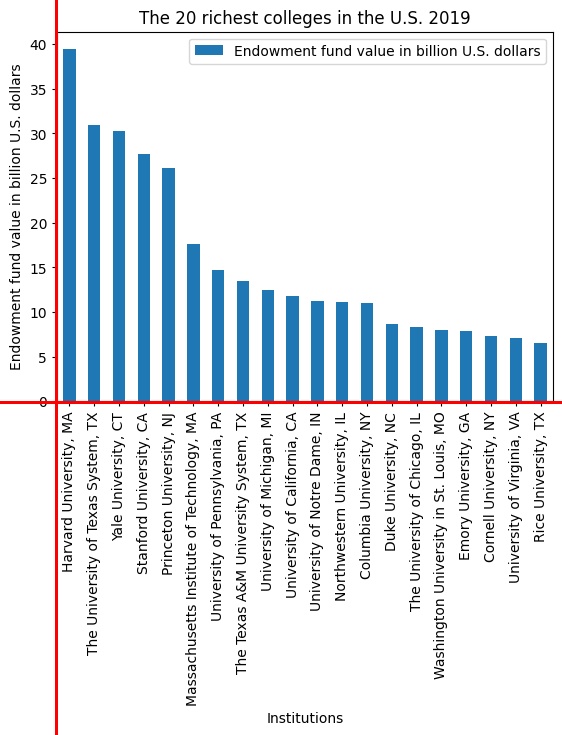 The 20 richest colleges in the U.S. 2019
Endowment fund value in billion U.S. dollars
Endowment fund value in billion U.S. dollars
40
35
30
25
20
15
10
5
0
Harvard University, MA
The University of Texas System, TX
Yale University, CT
Stanford University, CA
Princeton University, NJ
Massachusetts Institute of Technology, MA
University of Pennsylvania, PA
The Texas A&M University System, TX
University of Michigan, MI
University of California, CA
University of Notre Dame, IN
Northwestern University, IL
Columbia University, NY
Duke University, NC
The University of Chicago, IL
Washington University in St. Louis, MO
Emory University, GA
Cornell University, NY
University of Virginia, VA
Rice University, TX
Institutions